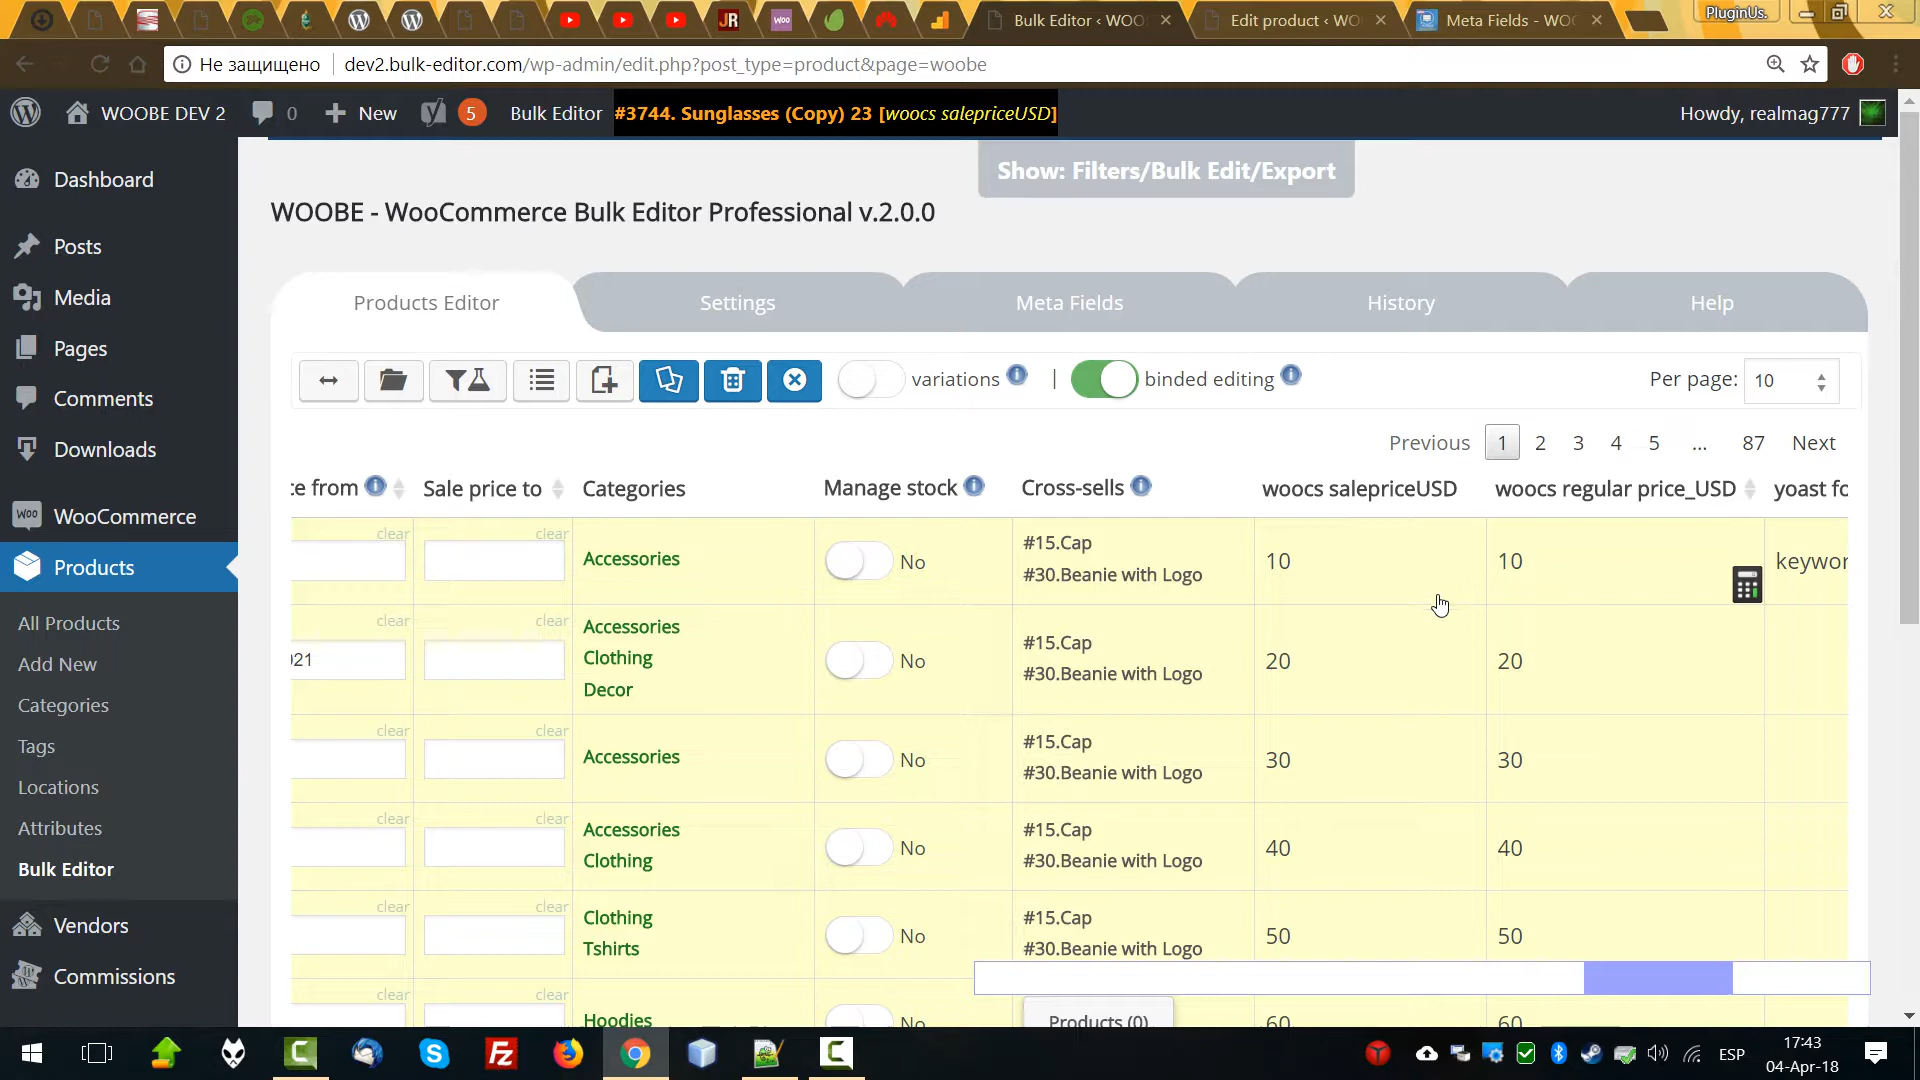 Bulk Editor ‹ WOO
Edit product ‹ WO
Meta Fields - WO
PluginUs.
Не защищено
dev2.bulk-editor.com/wp-admin/edit.php?post_type=product&page=woobe
WOOBE DEV 2
0
New
5
Bulk Editor
#3744. Sunglasses (Copy) 23 [woocs salepriceUSD]
Howdy, realmag777
Dashboard
Posts
Media
Pages
Comments
Downloads
WooCommerce
Products
All Products
Add New
Categories
Tags
Locations
Attributes
Bulk Editor
Vendors
Commissions
Show: Filters/Bulk Edit/Export
WOOBE - WooCommerce Bulk Editor Professional v.2.0.0
Products Editor
Settings
Meta Fields
History
Help
variations
|
binded editing
Per page: 10
Previous 1 2 3 4 5 ... 87 Next
ce from
Sale price to
Categories
Manage stock
Cross-sells
woocs salepriceUSD
woocs regular price_USD
yoast fo
clear
clear
Accessories
No
#15.Cap
#30.Beanie with Logo
10
10
keywor
clear
clear
021
Accessories
Clothing
Decor
No
#15.Cap
#30.Beanie with Logo
20
20
clear
clear
Accessories
No
#15.Cap
#30.Beanie with Logo
30
30
clear
clear
Accessories
Clothing
No
#15.Cap
#30.Beanie with Logo
40
40
clear
clear
Clothing
Tshirts
No
#15.Cap
#30.Beanie with Logo
50
50
clear
clear
Hoodies
No
Products (0)
60
60
ESP
17:43
04-Apr-18